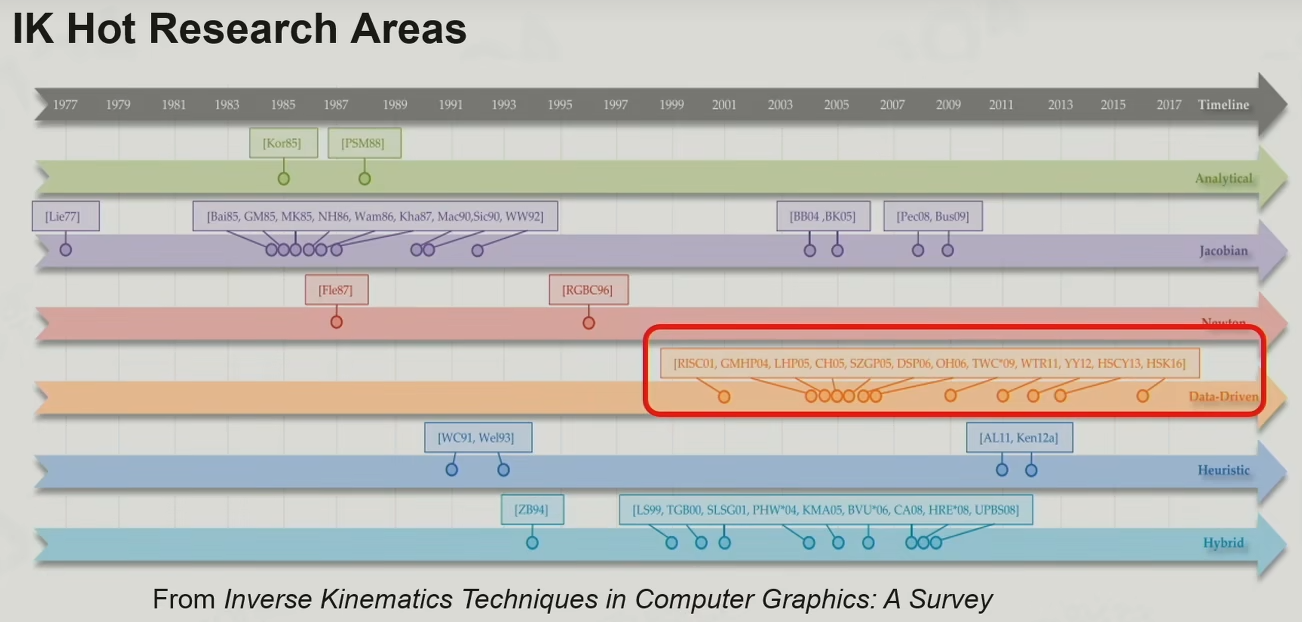 IK Hot Research Areas
1977 1979 1981 1983 1985 1987 1989 1991 1993 1995 1997 1999 2001 2003 2005 2007 2009 2011 2013 2015 2017 Timeline
[Kor85] [PSM88]
Analytical
[Lie77] [Bai85, GM85, MK85, NH86, Wam86, Kha87, Mac90,Sic90, WW92] [BB04 ,BK05] [Pec08, Bus09]
Jacobian
[Fle87] [RGBC96]
Newton
[RISC01, GMHP04, LHP05, CH05, SZGP05, DSP06, OH06, TWC*09, WTR11, YY12, HSCY13, HSK16]
Data-Driven
[WC91, Wel93] [AL11, Ken12a]
Heuristic
[ZB94] [LS99, TGB00, SLSG01, PHW*04, KMA05, BVU*06, CA08, HRE*08, UPBS08]
Hybrid
From Inverse Kinematics Techniques in Computer Graphics: A Survey